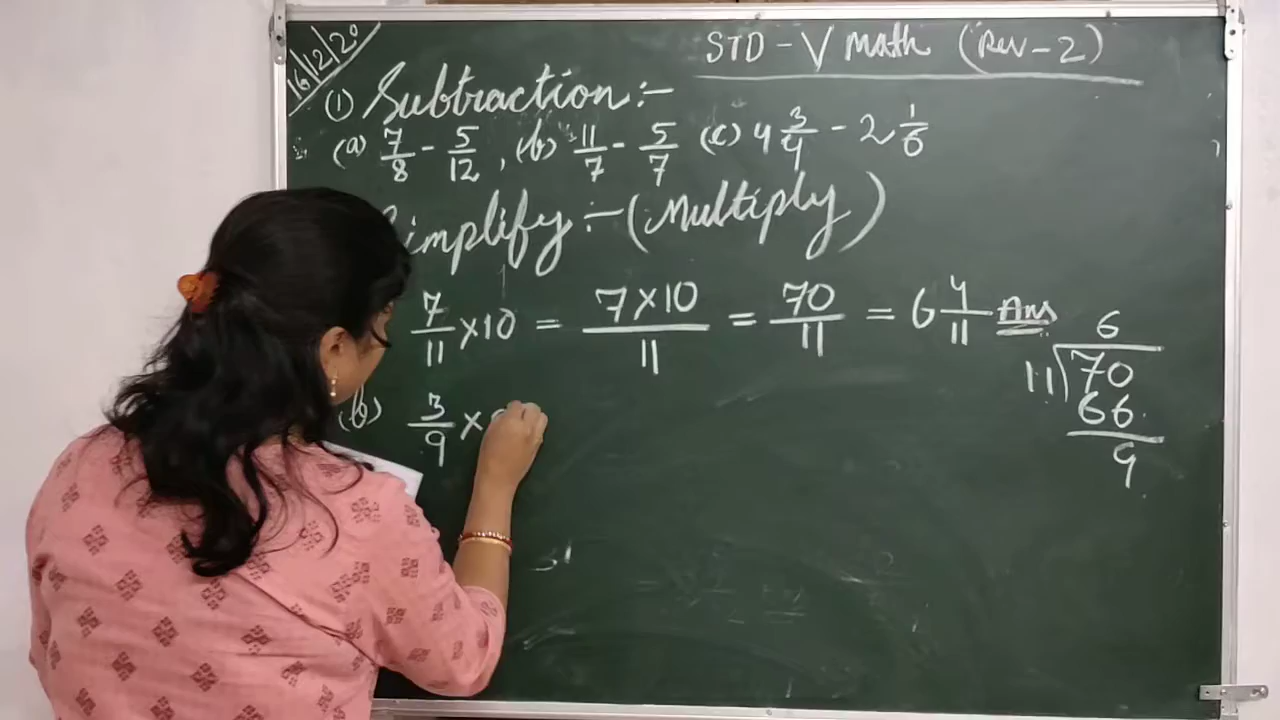 16/2/20
STD - V math (Rev - 2)
(1) Subtraction :-
(a) 7/8 - 5/12, (b) 11/7 - 5/7 (c) 4 3/4 - 2 1/6
Simplify :- (Multiply)
7/11 × 10 = 7 × 10/11 = 70/11 = 6 4/11 Ans
6
11)70
66
4
(b) 3/9 ×